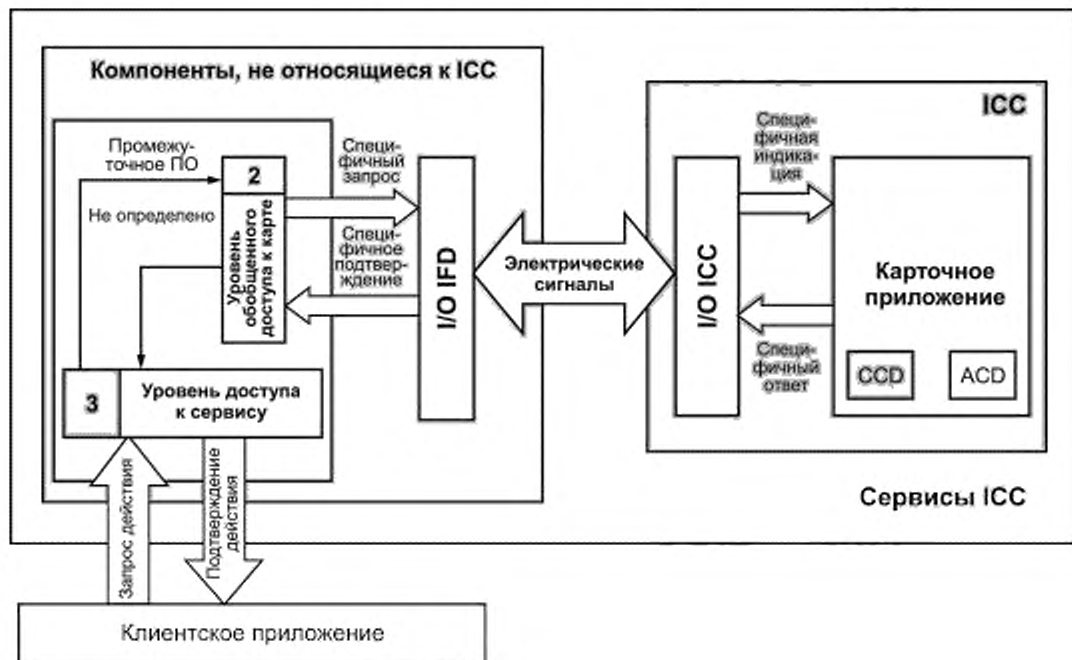 Компоненты, не относящиеся к ICC
ICC
Промежу-
точное ПО
Не определено
2
Уровень
обобщенного
доступа к карте
Специ-
фичный
запрос
Специ-
фичное
подтвер-
ждение
I/O IFD
Электрические
сигналы
I/O ICC
Специ-
фичная
индика-
ция
Специ-
фичный
ответ
Карточное
приложение
CCD
ACD
3
Уровень доступа
к сервису
Сервисы ICC
Запрос действия
Подтверждение
действия
Клиентское приложение